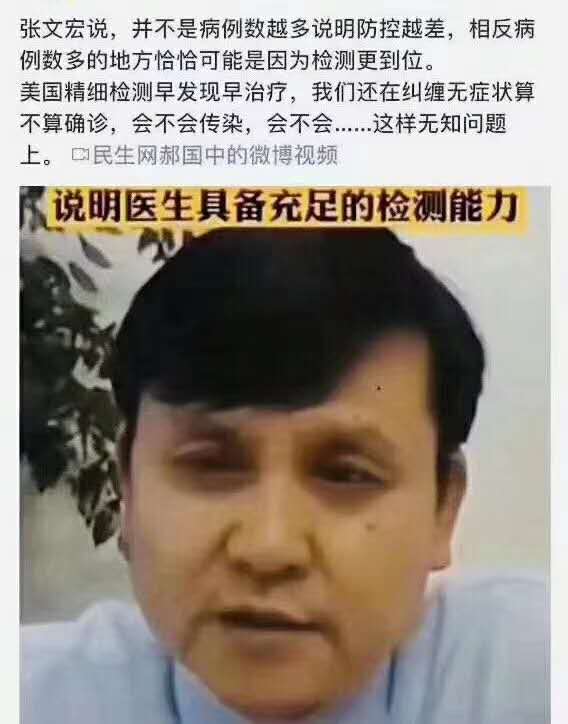 张文宏说，并不是病例数越多说明防控越差，相反病
例数多的地方恰恰可能是因为检测更到位。
美国精细检测早发现早治疗，我们还在纠缠无症状算
不算确诊，会不会传染，会不会......这样无知问题
上。 民生网郝国中的微博视频
说明医生具备充足的检测能力